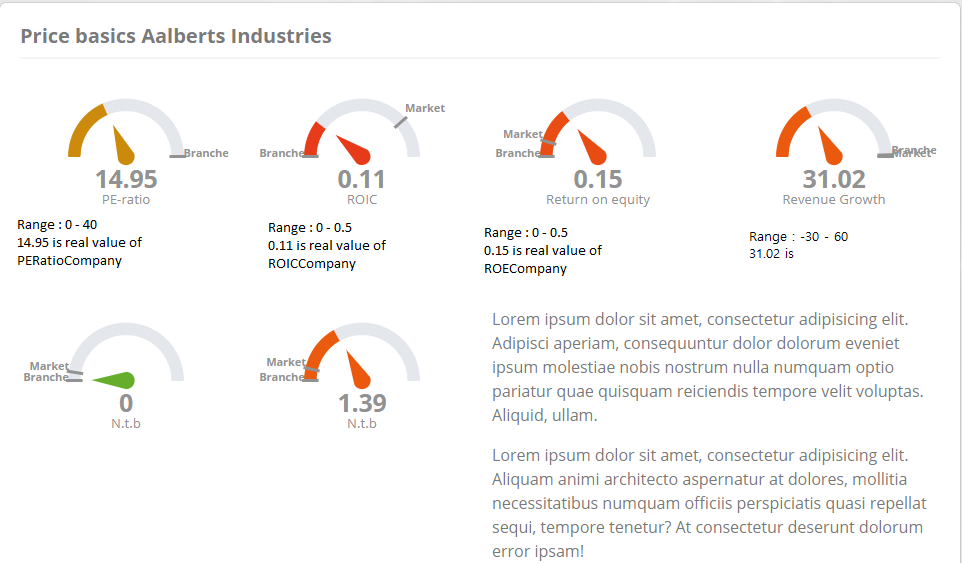 Price basics Aalberts Industries
Branche
14.95
PE-ratio
Range : 0 - 40
14.95 is real value of
PERatioCompany
Market
Branche
0.11
ROIC
Range : 0 - 0.5
0.11 is real value of
ROICCompany
Market
Branche
0.15
Return on equity
Range : 0 - 0.5
0.15 is real value of
ROECompany
Branche
Market
31.02
Revenue Growth
Range : -30 - 60
31.02 is
Market
Branche
0
N.t.b
Market
Branche
1.39
N.t.b
Lorem ipsum dolor sit amet, consectetur adipisicing elit.
Adipisci aperiam, consequuntur dolor dolorum eveniet
ipsum molestiae nobis nostrum nulla numquam optio
pariatur quae quisquam reiciendis tempore velit voluptas.
Aliquid, ullam.
Lorem ipsum dolor sit amet, consectetur adipisicing elit.
Aliquam animi architecto aspernatur at dolores, mollitia
necessitatibus numquam officiis perspiciatis quasi repellat
sequi, tempore tenetur? At consectetur deserunt dolorum
error ipsam!